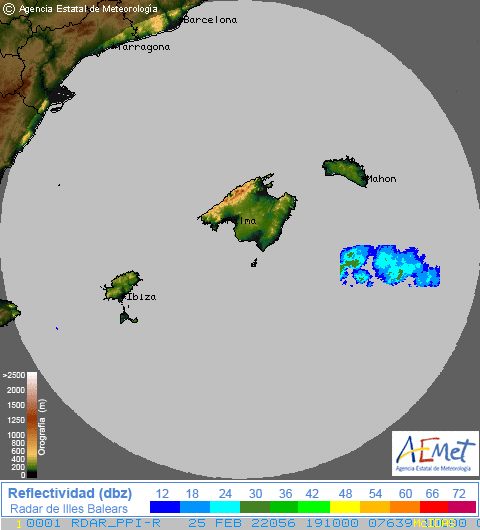 © Agencia Estatal de Meteorología
Barcelona
Tarragona
Mahon
lma
Ibiza
>2500
2000
1500
1000
800
600
400
200
0
Orografía (m)
AEMet
Agencia Estatal de Meteorología
Reflectividad (dbz)
Radar de Illes Balears
12 18 24 30 36 42 48 54 60 66 72
1 0001 RDAR_PPI-R 25 FEB 22056 191000 07639